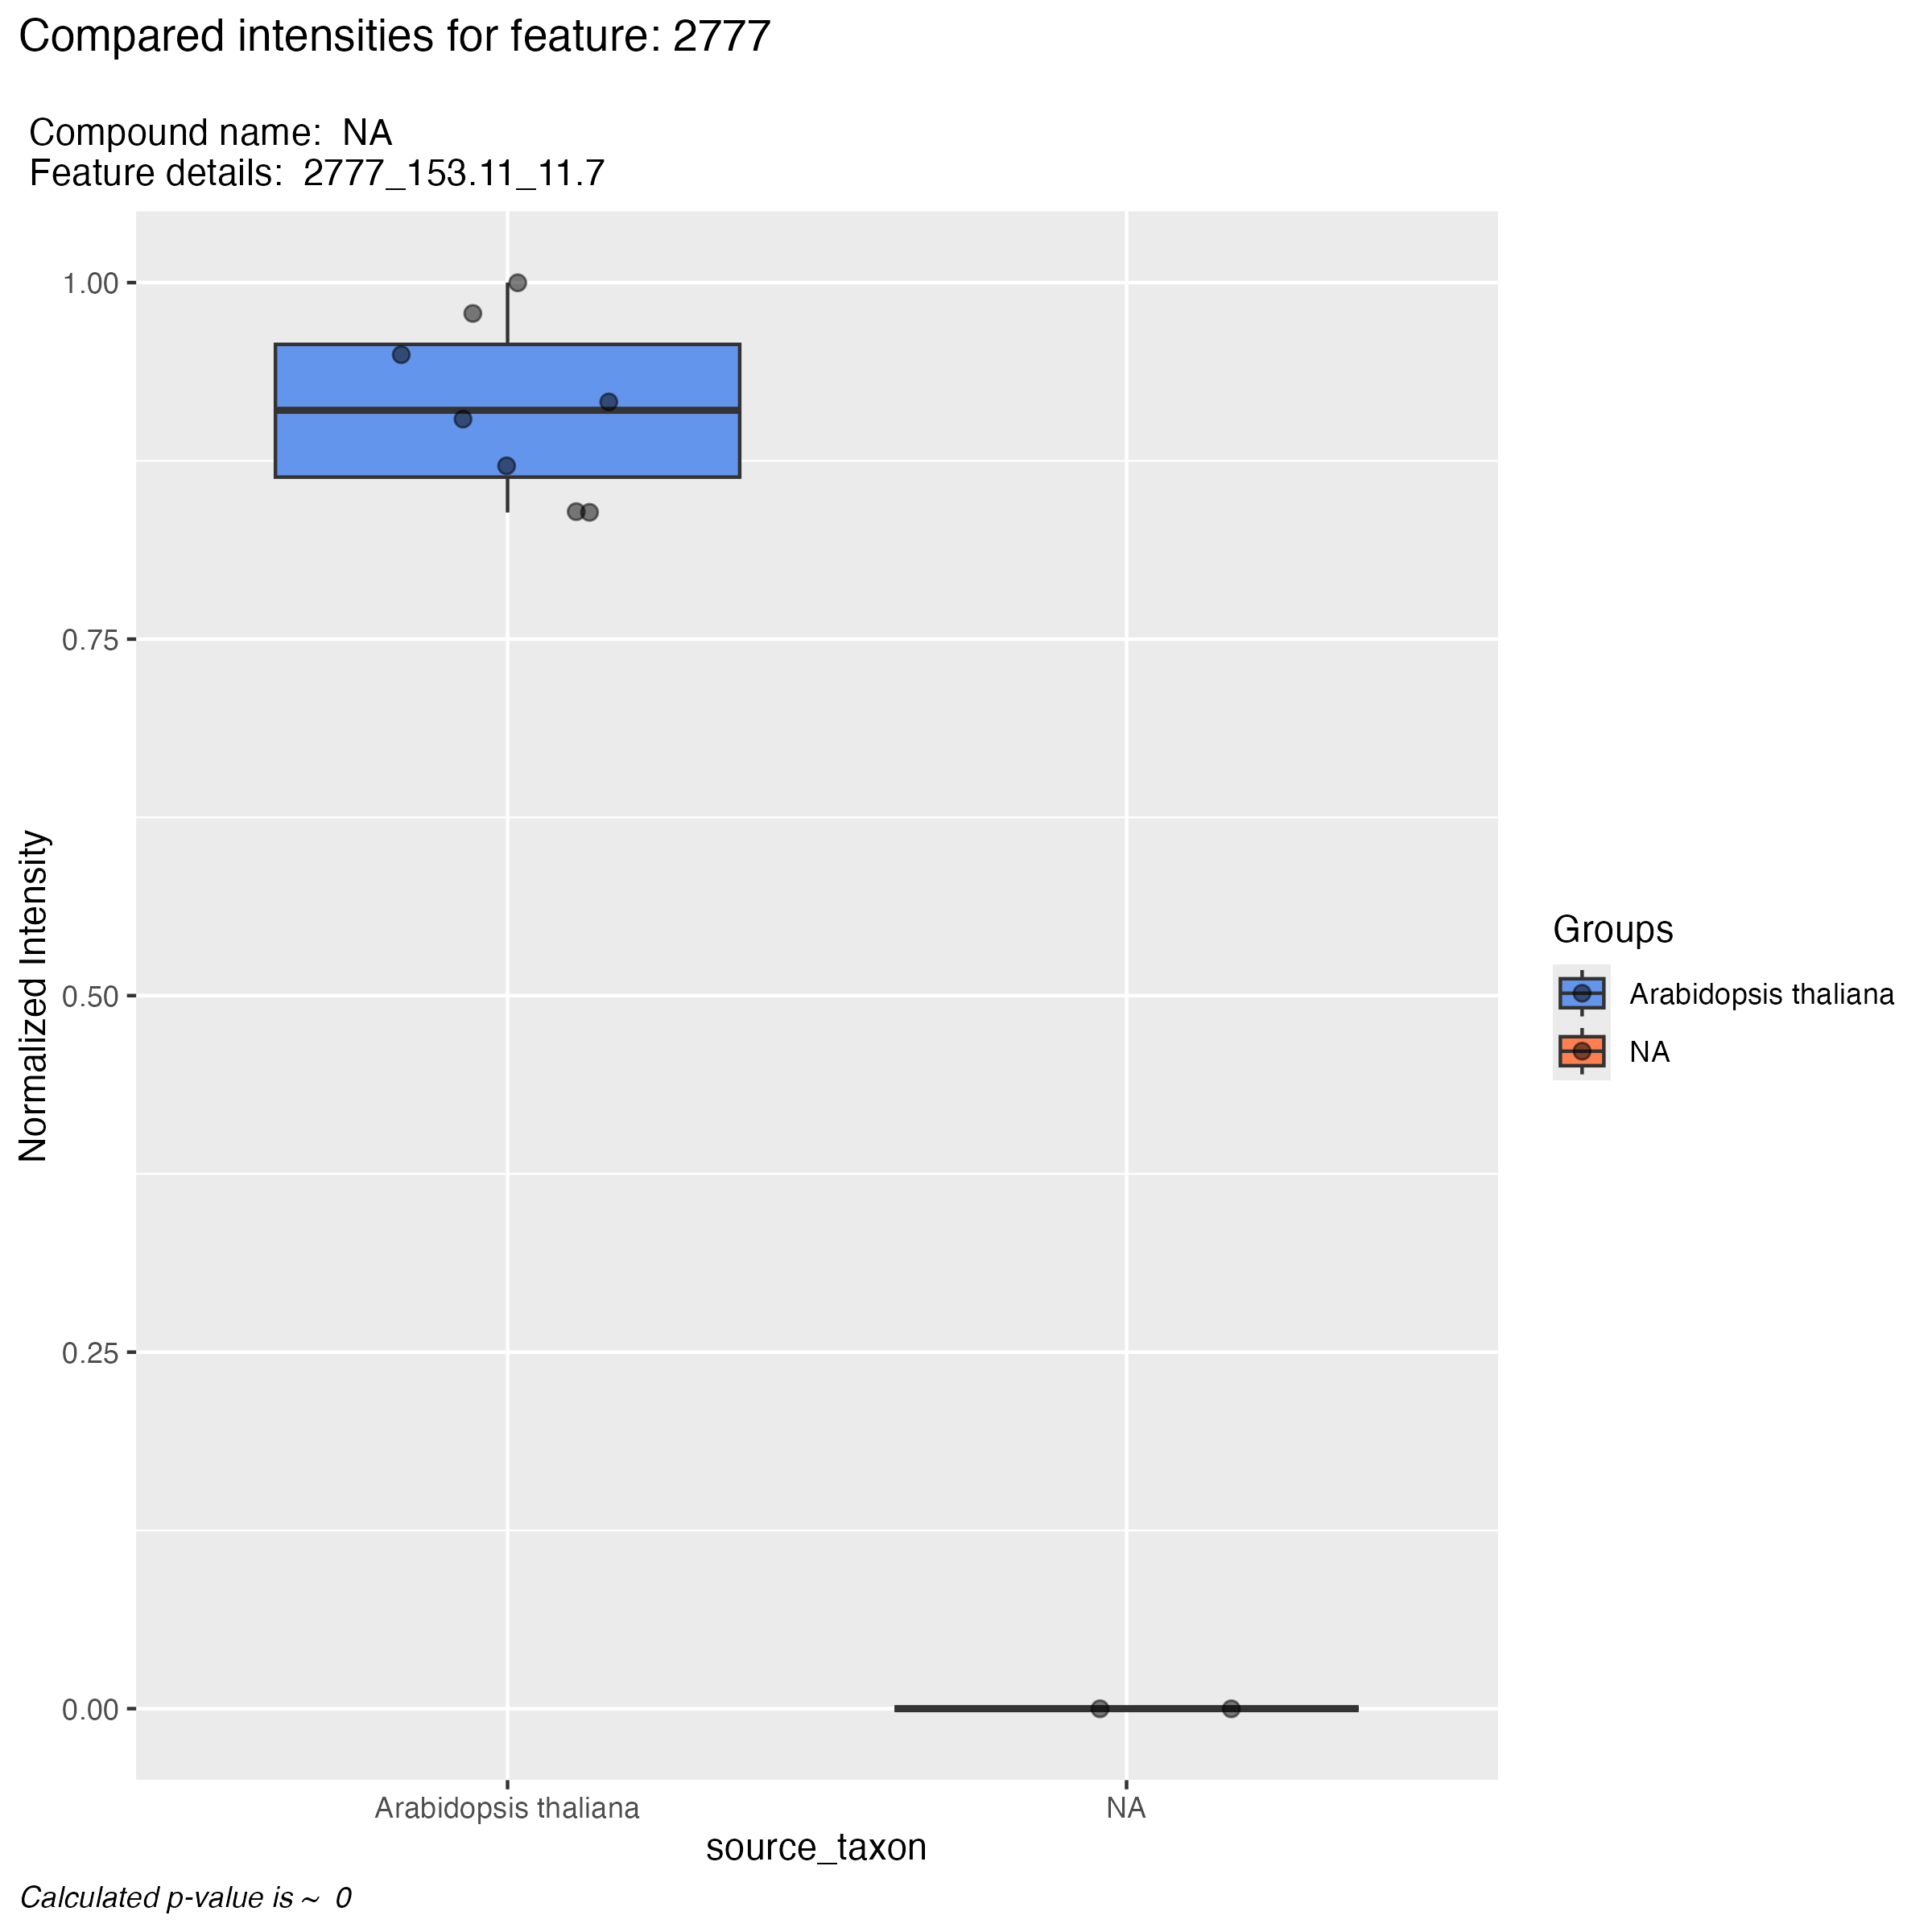 Compared intensities for feature: 2777
Compound name:  NA
Feature details:  2777_153.11_11.7
1.00
0.75
0.50
0.25
0.00
Normalized Intensity
Arabidopsis thaliana
NA
source_taxon
Groups
Arabidopsis thaliana
NA
Calculated p-value is ~  0